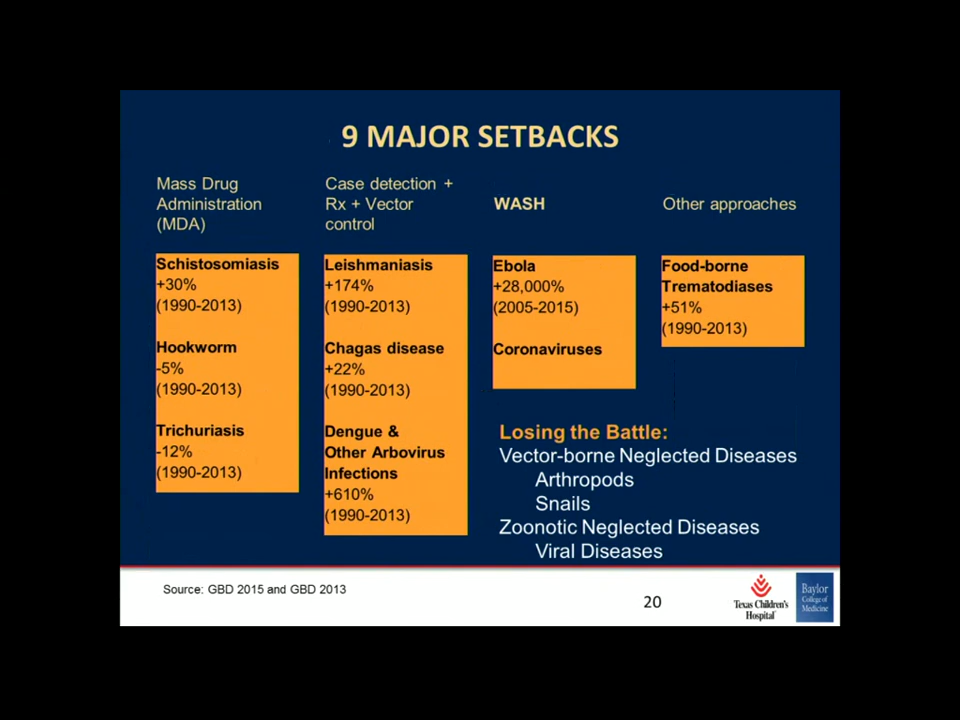 9 MAJOR SETBACKS
Mass Drug
Administration
(MDA)
Case detection +
Rx + Vector
control
WASH
Other approaches
Schistosomiasis
+30%
(1990-2013)
Hookworm
-5%
(1990-2013)
Trichuriasis
-12%
(1990-2013)
Leishmaniasis
+174%
(1990-2013)
Chagas disease
+22%
(1990-2013)
Dengue &
Other Arbovirus
Infections
+610%
(1990-2013)
Ebola
+28,000%
(2005-2015)
Coronaviruses
Food-borne
Trematodiases
+51%
(1990-2013)
Losing the Battle:
Vector-borne Neglected Diseases
Arthropods
Snails
Zoonotic Neglected Diseases
Viral Diseases
Source: GBD 2015 and GBD 2013
20
Texas Children's
Hospital
Baylor
College of
Medicine